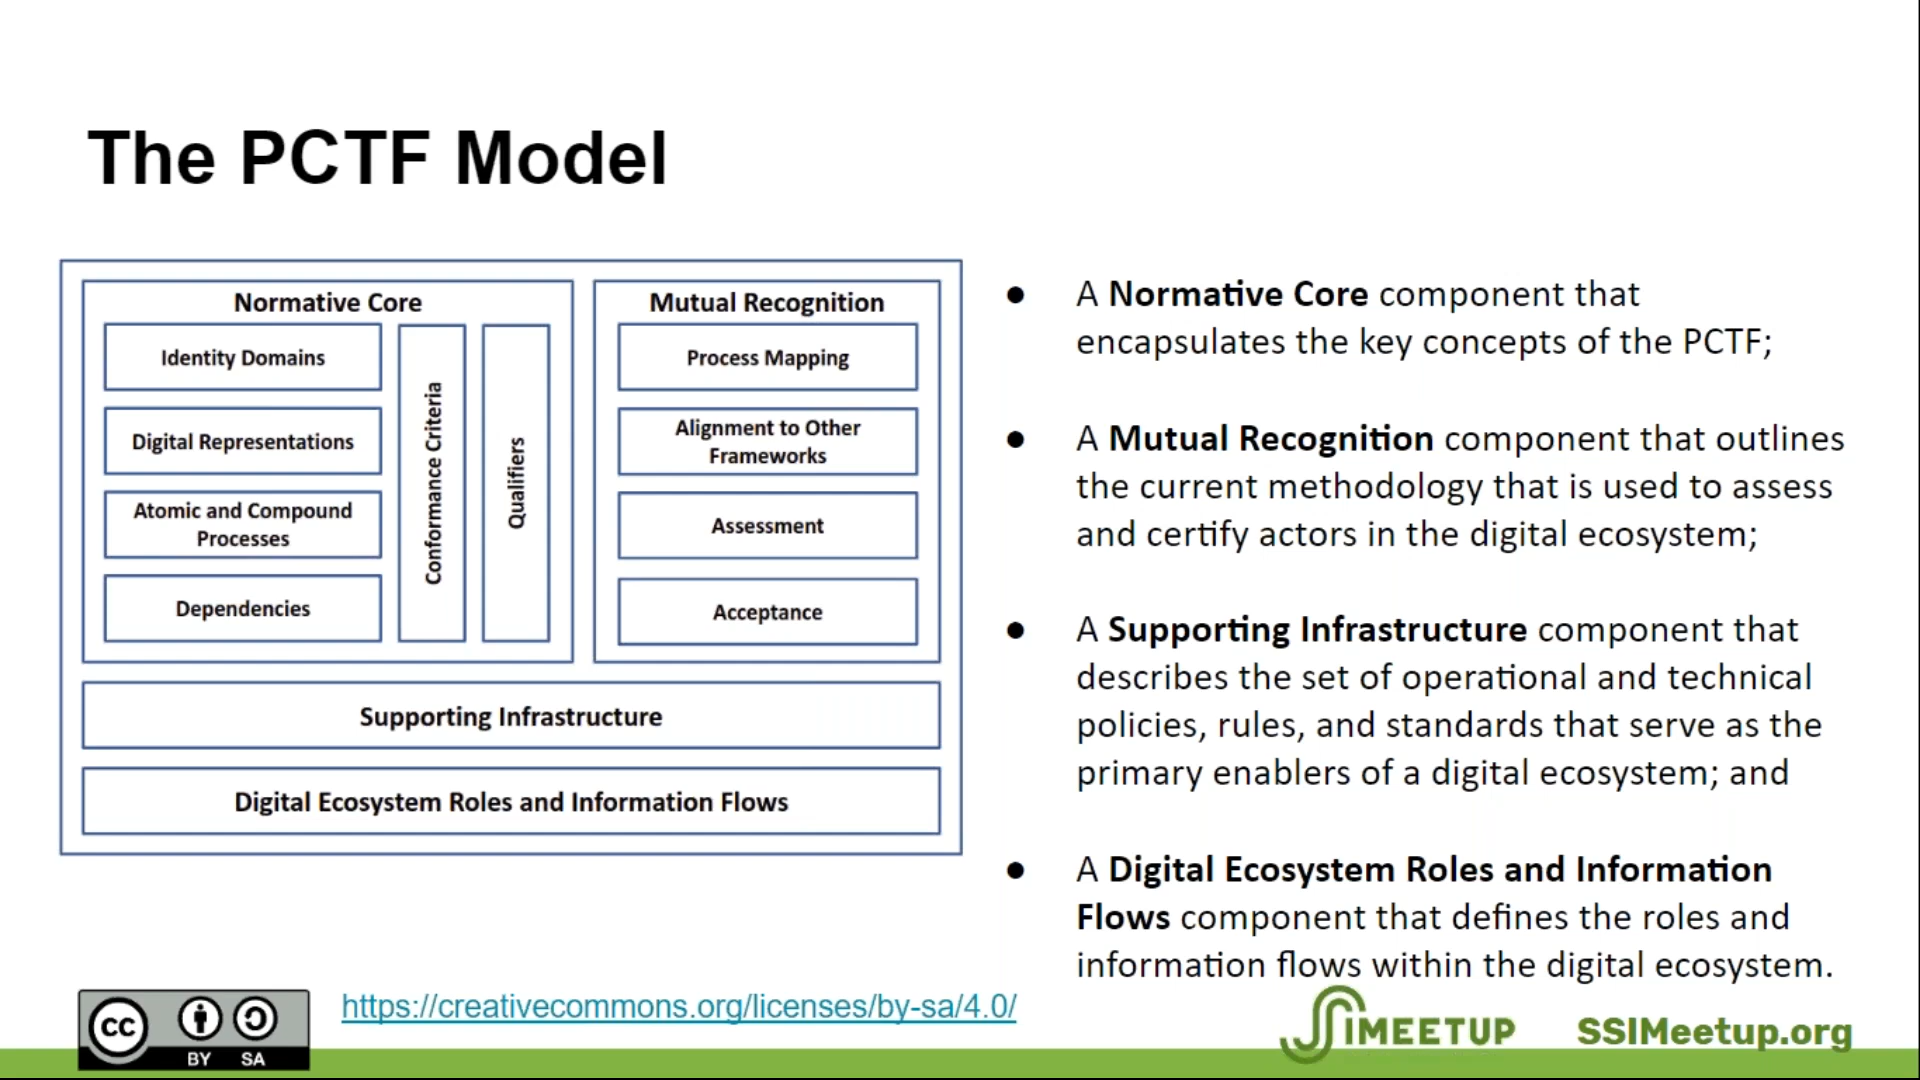 The PCTF Model
Normative Core
Identity Domains
Digital Representations
Atomic and Compound
Processes
Dependencies
Conformance Criteria
Qualifiers
Mutual Recognition
Process Mapping
Alignment to Other
Frameworks
Assessment
Acceptance
Supporting Infrastructure
Digital Ecosystem Roles and Information Flows
● A Normative Core component that
encapsulates the key concepts of the PCTF;
● A Mutual Recognition component that outlines
the current methodology that is used to assess
and certify actors in the digital ecosystem;
● A Supporting Infrastructure component that
describes the set of operational and technical
policies, rules, and standards that serve as the
primary enablers of a digital ecosystem; and
● A Digital Ecosystem Roles and Information
Flows component that defines the roles and
information flows within the digital ecosystem.
cc
BY SA
https://creativecommons.org/licenses/by-sa/4.0/
SSIMEETUP
SSIMeetup.org